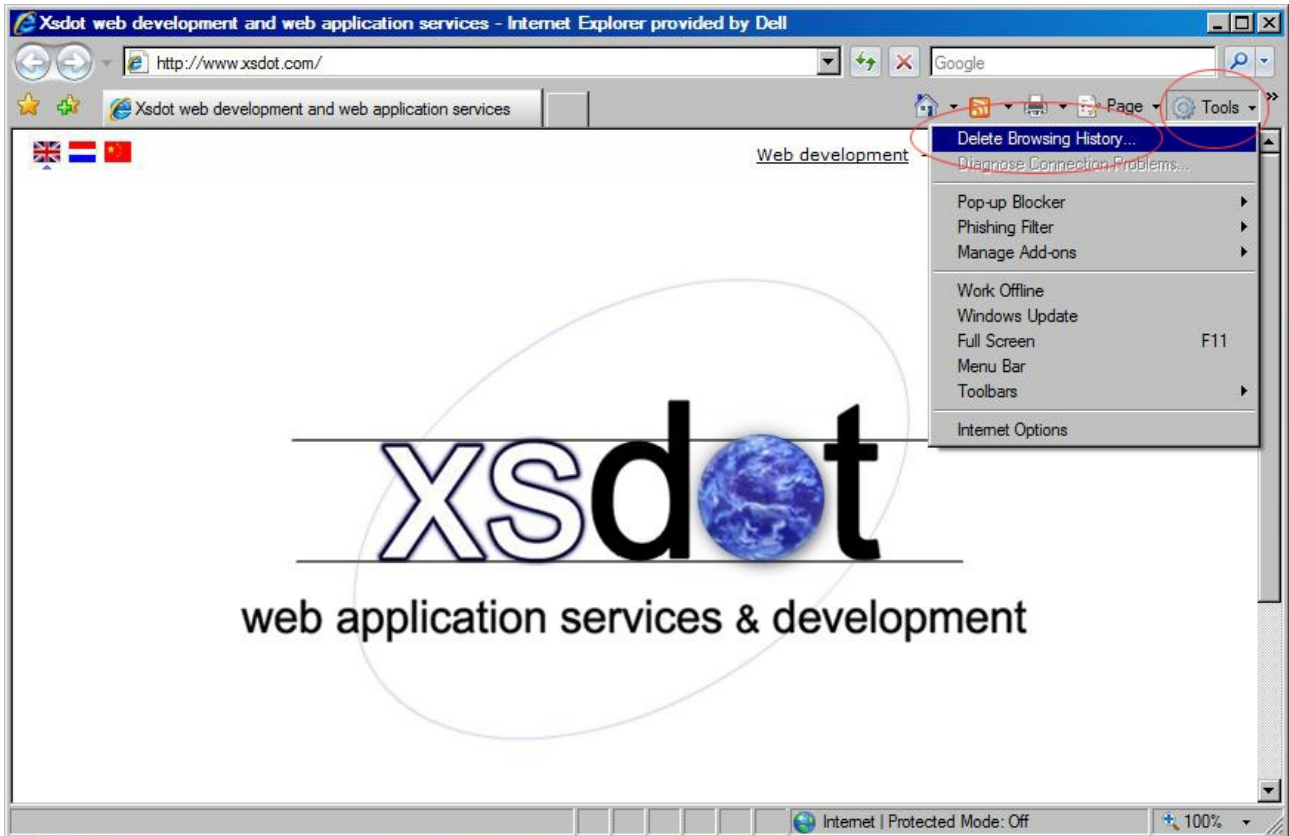 Xsdot web development and web application services - Internet Explorer provided by Dell
http://www.xsdot.com/
Google
Xsdot web development and web application services
Page
Tools
Web development
Delete Browsing History...
Diagnose Connection Problems...
Pop-up Blocker
Phishing Filter
Manage Add-ons
Work Offline
Windows Update
Full Screen F11
Menu Bar
Toolbars
Internet Options
xsdot
web application services & development
Internet | Protected Mode: Off
100%